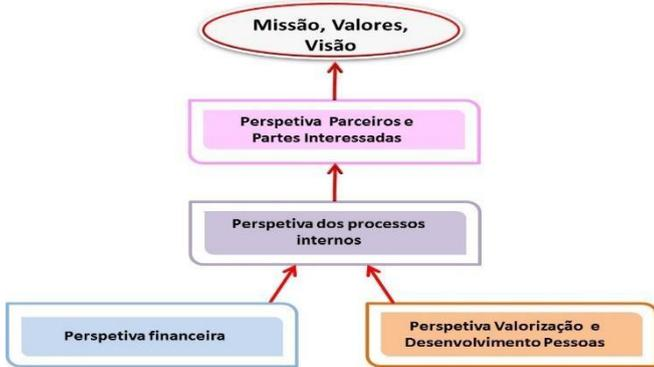 Missão, Valores,
Visão
Perspetiva Parceiros e
Partes Interessadas
Perspetiva dos processos
internos
Perspetiva financeira
Perspetiva Valorização e
Desenvolvimento Pessoas